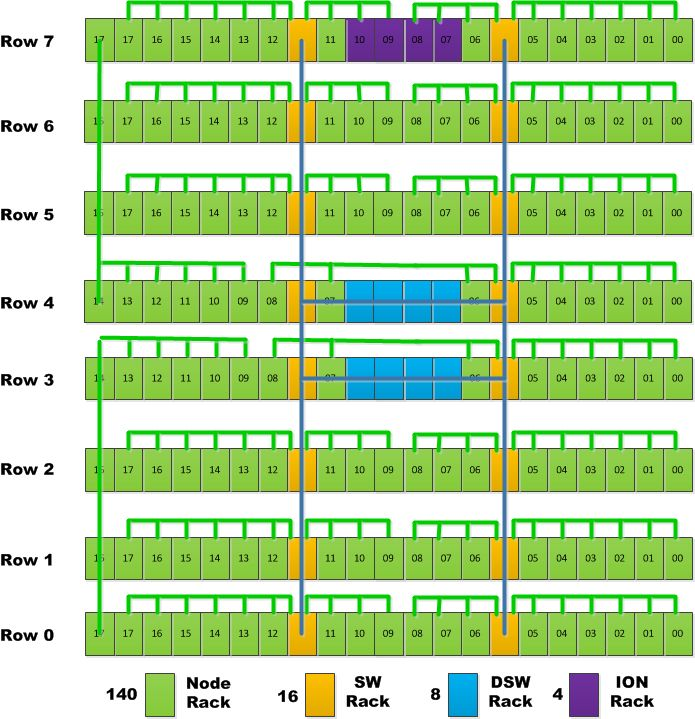 Row 7 17 17 16 15 14 13 12 11 10 09 08 07 06 05 04 03 02 01 00
Row 6 17 16 15 14 13 12 11 10 09 08 07 06 05 04 03 02 01 00
Row 5 17 16 15 14 13 12 11 10 09 08 07 06 05 04 03 02 01 00
Row 4 14 13 12 11 10 09 08 07 06 05 04 03 02 01 00
Row 3 14 13 12 11 10 09 08 07 06 05 04 03 02 01 00
Row 2 17 16 15 14 13 12 11 10 09 08 07 06 05 04 03 02 01 00
Row 1 17 16 15 14 13 12 11 10 09 08 07 06 05 04 03 02 01 00
Row 0 17 17 16 15 14 13 12 11 10 09 08 07 06 05 04 03 02 01 00
140 Node Rack 16 SW Rack 8 DSW Rack 4 ION Rack